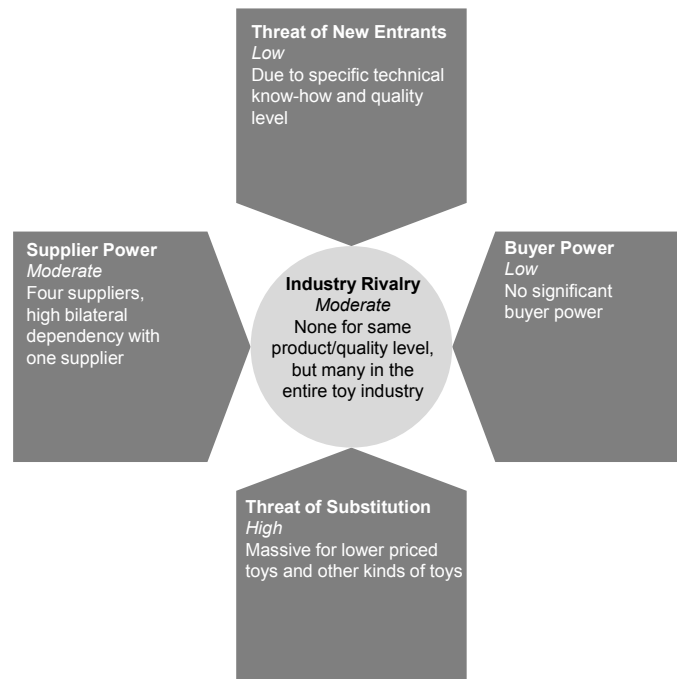 Threat of New Entrants
Low
Due to specific technical
know-how and quality
level
Supplier Power
Moderate
Four suppliers,
high bilateral
dependency with
one supplier
Industry Rivalry
Moderate
None for same
product/quality level,
but many in the
entire toy industry
Buyer Power
Low
No significant
buyer power
Threat of Substitution
High
Massive for lower priced
toys and other kinds of toys